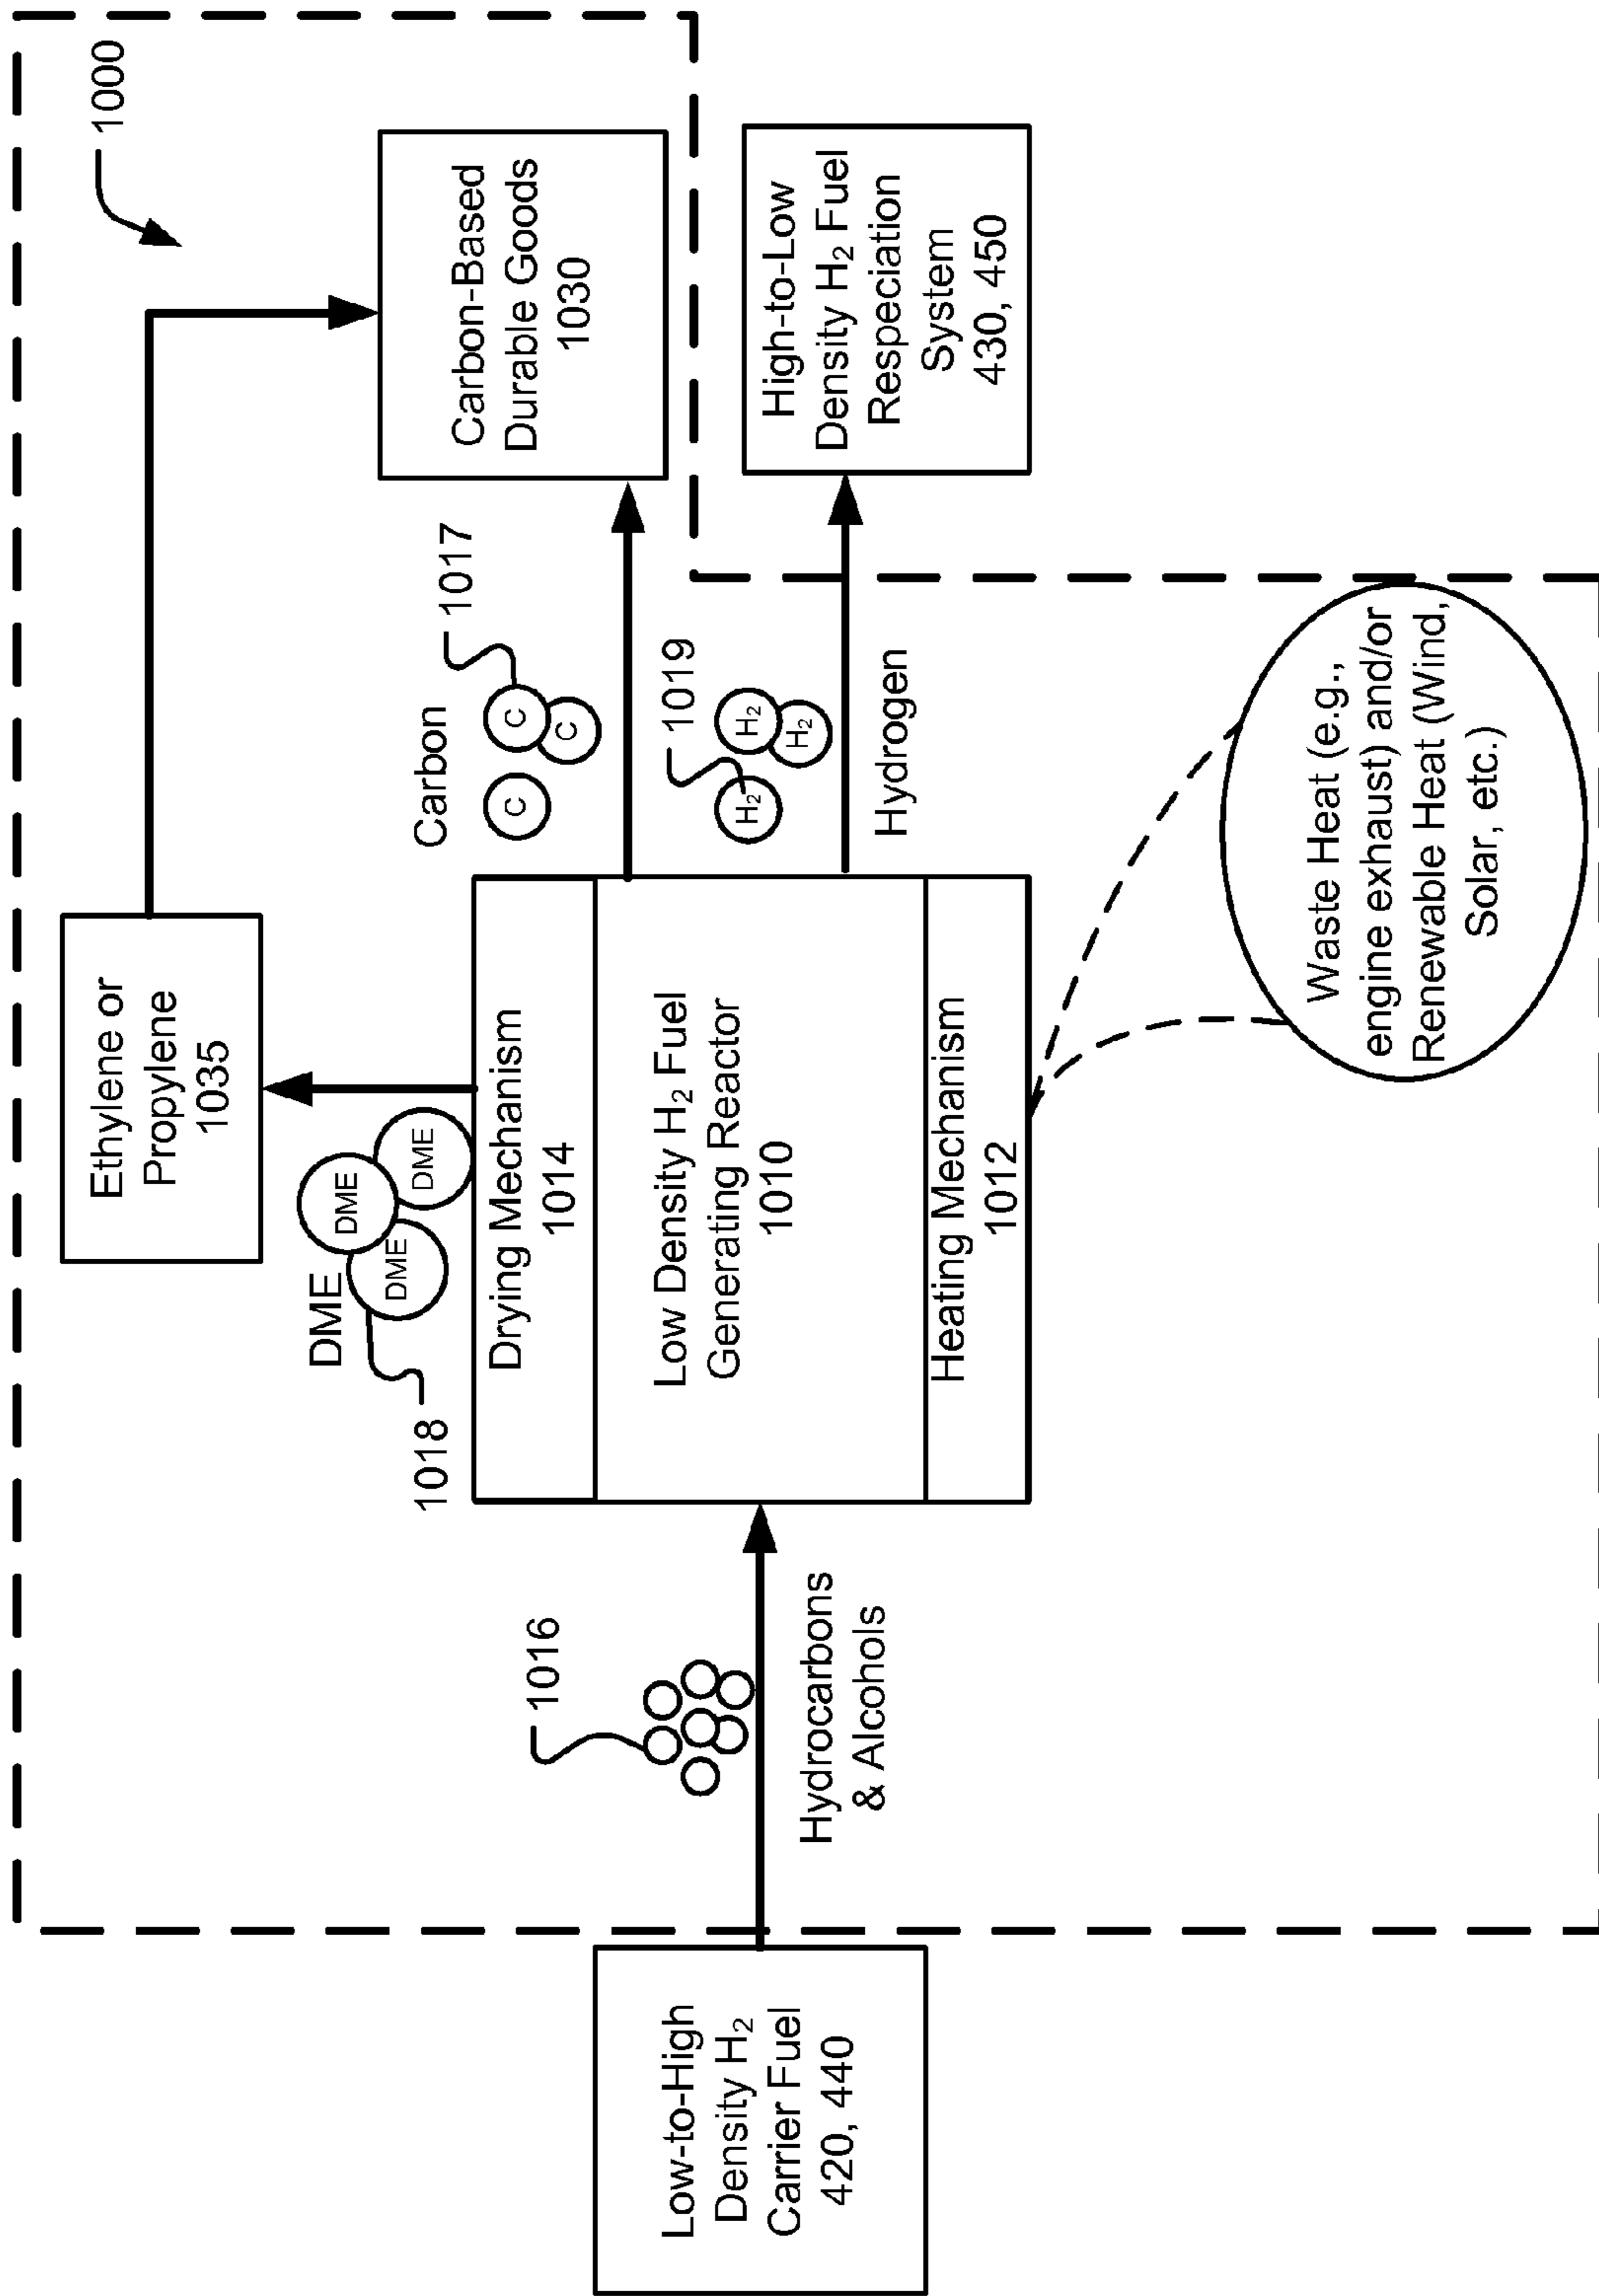 1000
Ethylene or
Propylene
1035
DME
DME
DME
DME
1018
Carbon
C
C
C
1017
Carbon-Based
Durable Goods
1030
1016
Low-to-High
Density H₂
Carrier Fuel
420, 440
Hydrocarbons
& Alcohols
Drying Mechanism
1014
Low Density H₂ Fuel
Generating Reactor
1010
Heating Mechanism
1012
1019
H₂
H₂
H₂
Hydrogen
High-to-Low
Density H₂ Fuel
Respeciation
System
430, 450
Waste Heat (e.g.,
engine exhaust) and/or
Renewable Heat (Wind,
Solar, etc.)